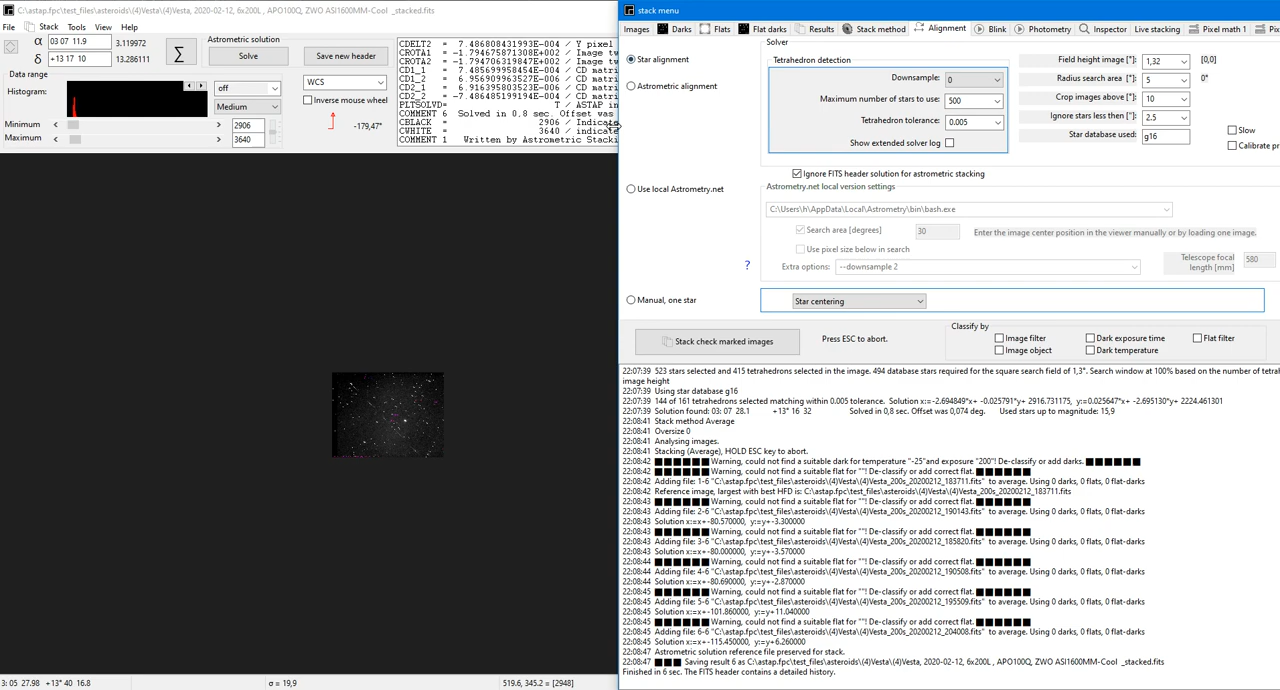 C:\astap.fpc\test_files\asteroids\(4)Vesta\(4)Vesta, 2020-02-12, 6x200L , APO100Q, ZWO ASI1600MM-Cool _stacked.fits
File Stack Tools View Help
α 03 07 11.9 3.119972
δ +13 17 10 13.286111
Σ
Astrometric solution
Solve
Save new header
Data range
Histogram:
off
Medium
WCS
Inverse mouse wheel
-179,47°
Minimum < > 2906
Maximum < > 3640
CDELT2 = 7.486808431993E-004 / Y pixel
CROTA1 = -1.794675871308E+002 / Image tw
CROTA2 = -1.794706319847E+002 / Image tw
CD1_1 = 7.485699958454E-004 / CD matri
CD1_2 = 6.956909963527E-006 / CD matri
CD2_1 = 6.916395803523E-006 / CD matri
CD2_2 = -7.486485199194E-004 / CD matri
PLTSOLVD= T / ASTAP in
COMMENT 6 Solved in 0.8 sec. Offset was
CBLACK = 2906 / Indicate
CWHITE = 3640 / indicate
COMMENT 1 Written by Astrometric Stacki
3: 05 27.98 +13° 40 16.8
σ = 19,9
519.6, 345.2 = [2948]
stack menu
Images Darks Flats Flat darks Results Stack method Alignment Blink Photometry Inspector Live stacking Pixel math 1
Solver
Star alignment
Astrometric alignment
Tetrahedron detection
Downsample: 0
Maximum number of stars to use: 500
Tetrahedron tolerance: 0.005
Show extended solver log
Field height image [°]: 1,32 [0,0]
Radius search area [°]: 5 0°
Crop images above [°]: 10
Ignore stars less then ["]: 2.5
Star database used: g16
Slow
Calibrate pr
Ignore FITS header solution for astrometric stacking
Use local Astrometry.net
Astrometry.net local version settings
C:\Users\h\AppData\Local\Astrometry\bin\bash.exe
Search area [degrees] 30
Enter the image center position in the viewer manually or by loading one image.
Use pixel size below in search
? Extra options: --downsample 2
Telescope focal
length [mm] 580
Manual, one star
Star centering
Stack check marked images
Press ESC to abort.
Classify by
Image filter Dark exposure time Flat filter
Image object Dark temperature
22:07:39 523 stars selected and 415 tetrahedrons selected in the image. 494 database stars required for the square search field of 1,3°. Search window at 100% based on the number of tetrah
image height
22:07:39 Using star database g16
22:07:39 144 of 161 tetrahedrons selected matching within 0.005 tolerance. Solution x:=-2.694849*x+ -0.025791*y+ 2916.731175, y:=0.025647*x+ -2.695130*y+ 2224.461301
22:07:39 Solution found: 03: 07 28.1 +13° 16 32 Solved in 0,8 sec. Offset was 0,074 deg. Used stars up to magnitude: 15,9
22:08:41 Stack method Average
22:08:41 Oversize 0
22:08:41 Analysing images.
22:08:41 Stacking (Average), HOLD ESC key to abort.
22:08:42 ■■■■■■ Warning, could not find a suitable dark for temperature "-25"and exposure "200"! De-classify or add darks. ■■■■■■
22:08:42 ■■■■■■ Warning, could not find a suitable flat for ""! De-classify or add correct flat. ■■■■■■
22:08:42 Adding file: 1-6 "C:\astap.fpc\test_files\asteroids\(4)Vesta\(4)Vesta_200s_20200212_183711.fits" to average. Using 0 darks, 0 flats, 0 flat-darks
22:08:42 Reference image, largest with best HFD is: C:\astap.fpc\test_files\asteroids\(4)Vesta\(4)Vesta_200s_20200212_183711.fits
22:08:43 ■■■■■■ Warning, could not find a suitable flat for ""! De-classify or add correct flat. ■■■■■■
22:08:43 Adding file: 2-6 "C:\astap.fpc\test_files\asteroids\(4)Vesta\(4)Vesta_200s_20200212_190143.fits" to average. Using 0 darks, 0 flats, 0 flat-darks
22:08:43 Solution x:=x+-80.570000, y:=y+-3.300000
22:08:43 ■■■■■■ Warning, could not find a suitable flat for ""! De-classify or add correct flat. ■■■■■■
22:08:43 Adding file: 3-6 "C:\astap.fpc\test_files\asteroids\(4)Vesta\(4)Vesta_200s_20200212_185820.fits" to average. Using 0 darks, 0 flats, 0 flat-darks
22:08:43 Solution x:=x+-80.000000, y:=y+-3.570000
22:08:44 ■■■■■■ Warning, could not find a suitable flat for ""! De-classify or add correct flat. ■■■■■■
22:08:44 Adding file: 4-6 "C:\astap.fpc\test_files\asteroids\(4)Vesta\(4)Vesta_200s_20200212_190508.fits" to average. Using 0 darks, 0 flats, 0 flat-darks
22:08:44 Solution x:=x+-80.690000, y:=y+-2.870000
22:08:45 ■■■■■■ Warning, could not find a suitable flat for ""! De-classify or add correct flat. ■■■■■■
22:08:45 Adding file: 5-6 "C:\astap.fpc\test_files\asteroids\(4)Vesta\(4)Vesta_200s_20200212_195509.fits" to average. Using 0 darks, 0 flats, 0 flat-darks
22:08:45 Solution x:=x+-101.860000, y:=y+11.040000
22:08:45 ■■■■■■ Warning, could not find a suitable flat for ""! De-classify or add correct flat. ■■■■■■
22:08:45 Adding file: 6-6 "C:\astap.fpc\test_files\asteroids\(4)Vesta\(4)Vesta_200s_20200212_204008.fits" to average. Using 0 darks, 0 flats, 0 flat-darks
22:08:45 Solution x:=x+-115.450000, y:=y+6.260000
22:08:47 Astrometric solution reference file preserved for stack.
22:08:47 ■■■ Saving result 6 as C:\astap.fpc\test_files\asteroids\(4)Vesta\(4)Vesta, 2020-02-12, 6x200L , APO100Q, ZWO ASI1600MM-Cool _stacked.fits
Finished in 6 sec. The FITS header contains a detailed history.